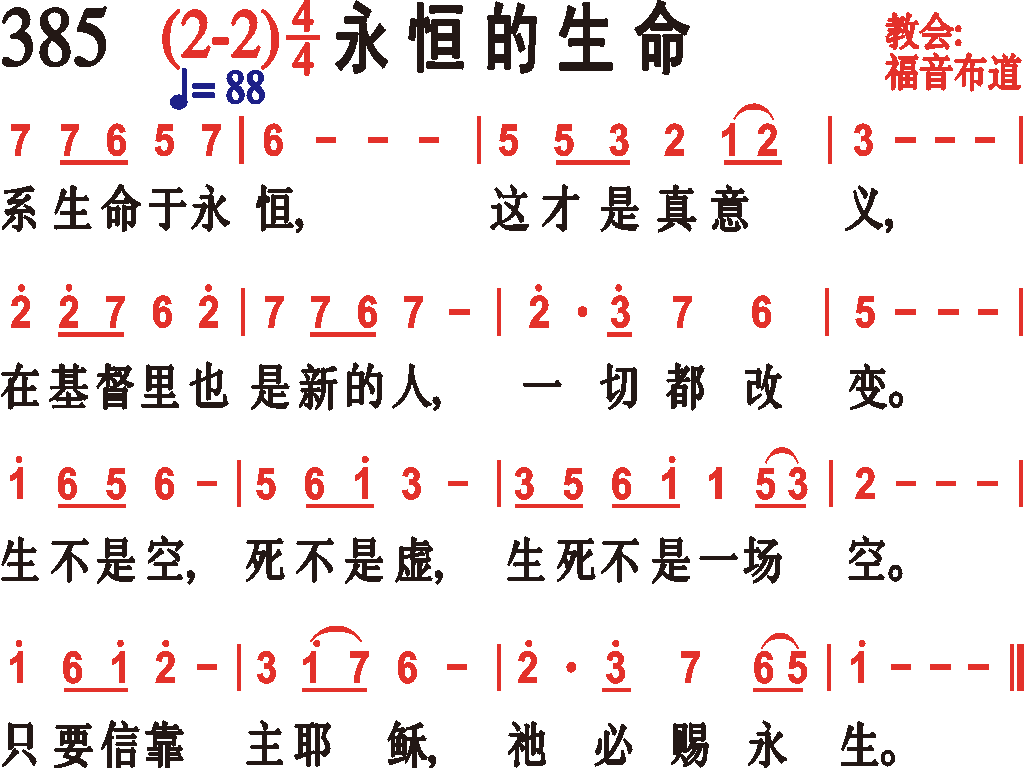 385 (2-2) 4/4 永恒的生命 教会:
♩= 88 福音布道
7 7 6 5 7 | 6 - - - | 5 5 3 2 1 2 | 3 - - - |
系生命于永恒, 这才是真意义,
2̇ 2̇ 7 6 2̇ | 7 7 6 7 - | 2̇ · 3̇ 7 6 | 5 - - - |
在基督里也是新的人, 一切都改变。
1̇ 6 5 6 - | 5 6 1̇ 3 - | 3 5 6 1̇ 1 5 3 | 2 - - - |
生不是空, 死不是虚, 生死不是一场空。
1̇ 6 1̇ 2̇ - | 3 1̇ 7 6 - | 2̇ · 3̇ 7 6 5 | 1̇ - - - ‖
只要信靠主耶稣, 祂必赐永生。